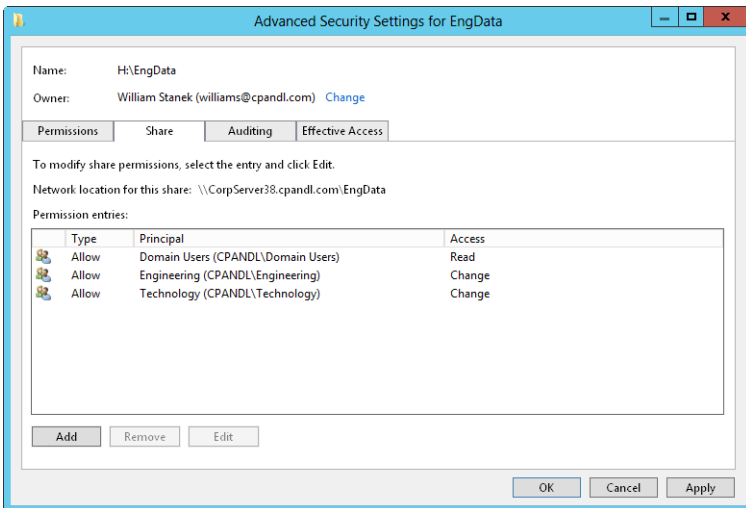 Advanced Security Settings for EngData
Name: H:\EngData
Owner: William Stanek (williams@cpandl.com) Change
Permissions Share Auditing Effective Access
To modify share permissions, select the entry and click Edit.
Network location for this share: \\CorpServer38.cpandl.com\EngData
Permission entries:
Type Principal Access
Allow Domain Users (CPANDL\Domain Users) Read
Allow Engineering (CPANDL\Engineering) Change
Allow Technology (CPANDL\Technology) Change
Add Remove Edit
OK Cancel Apply